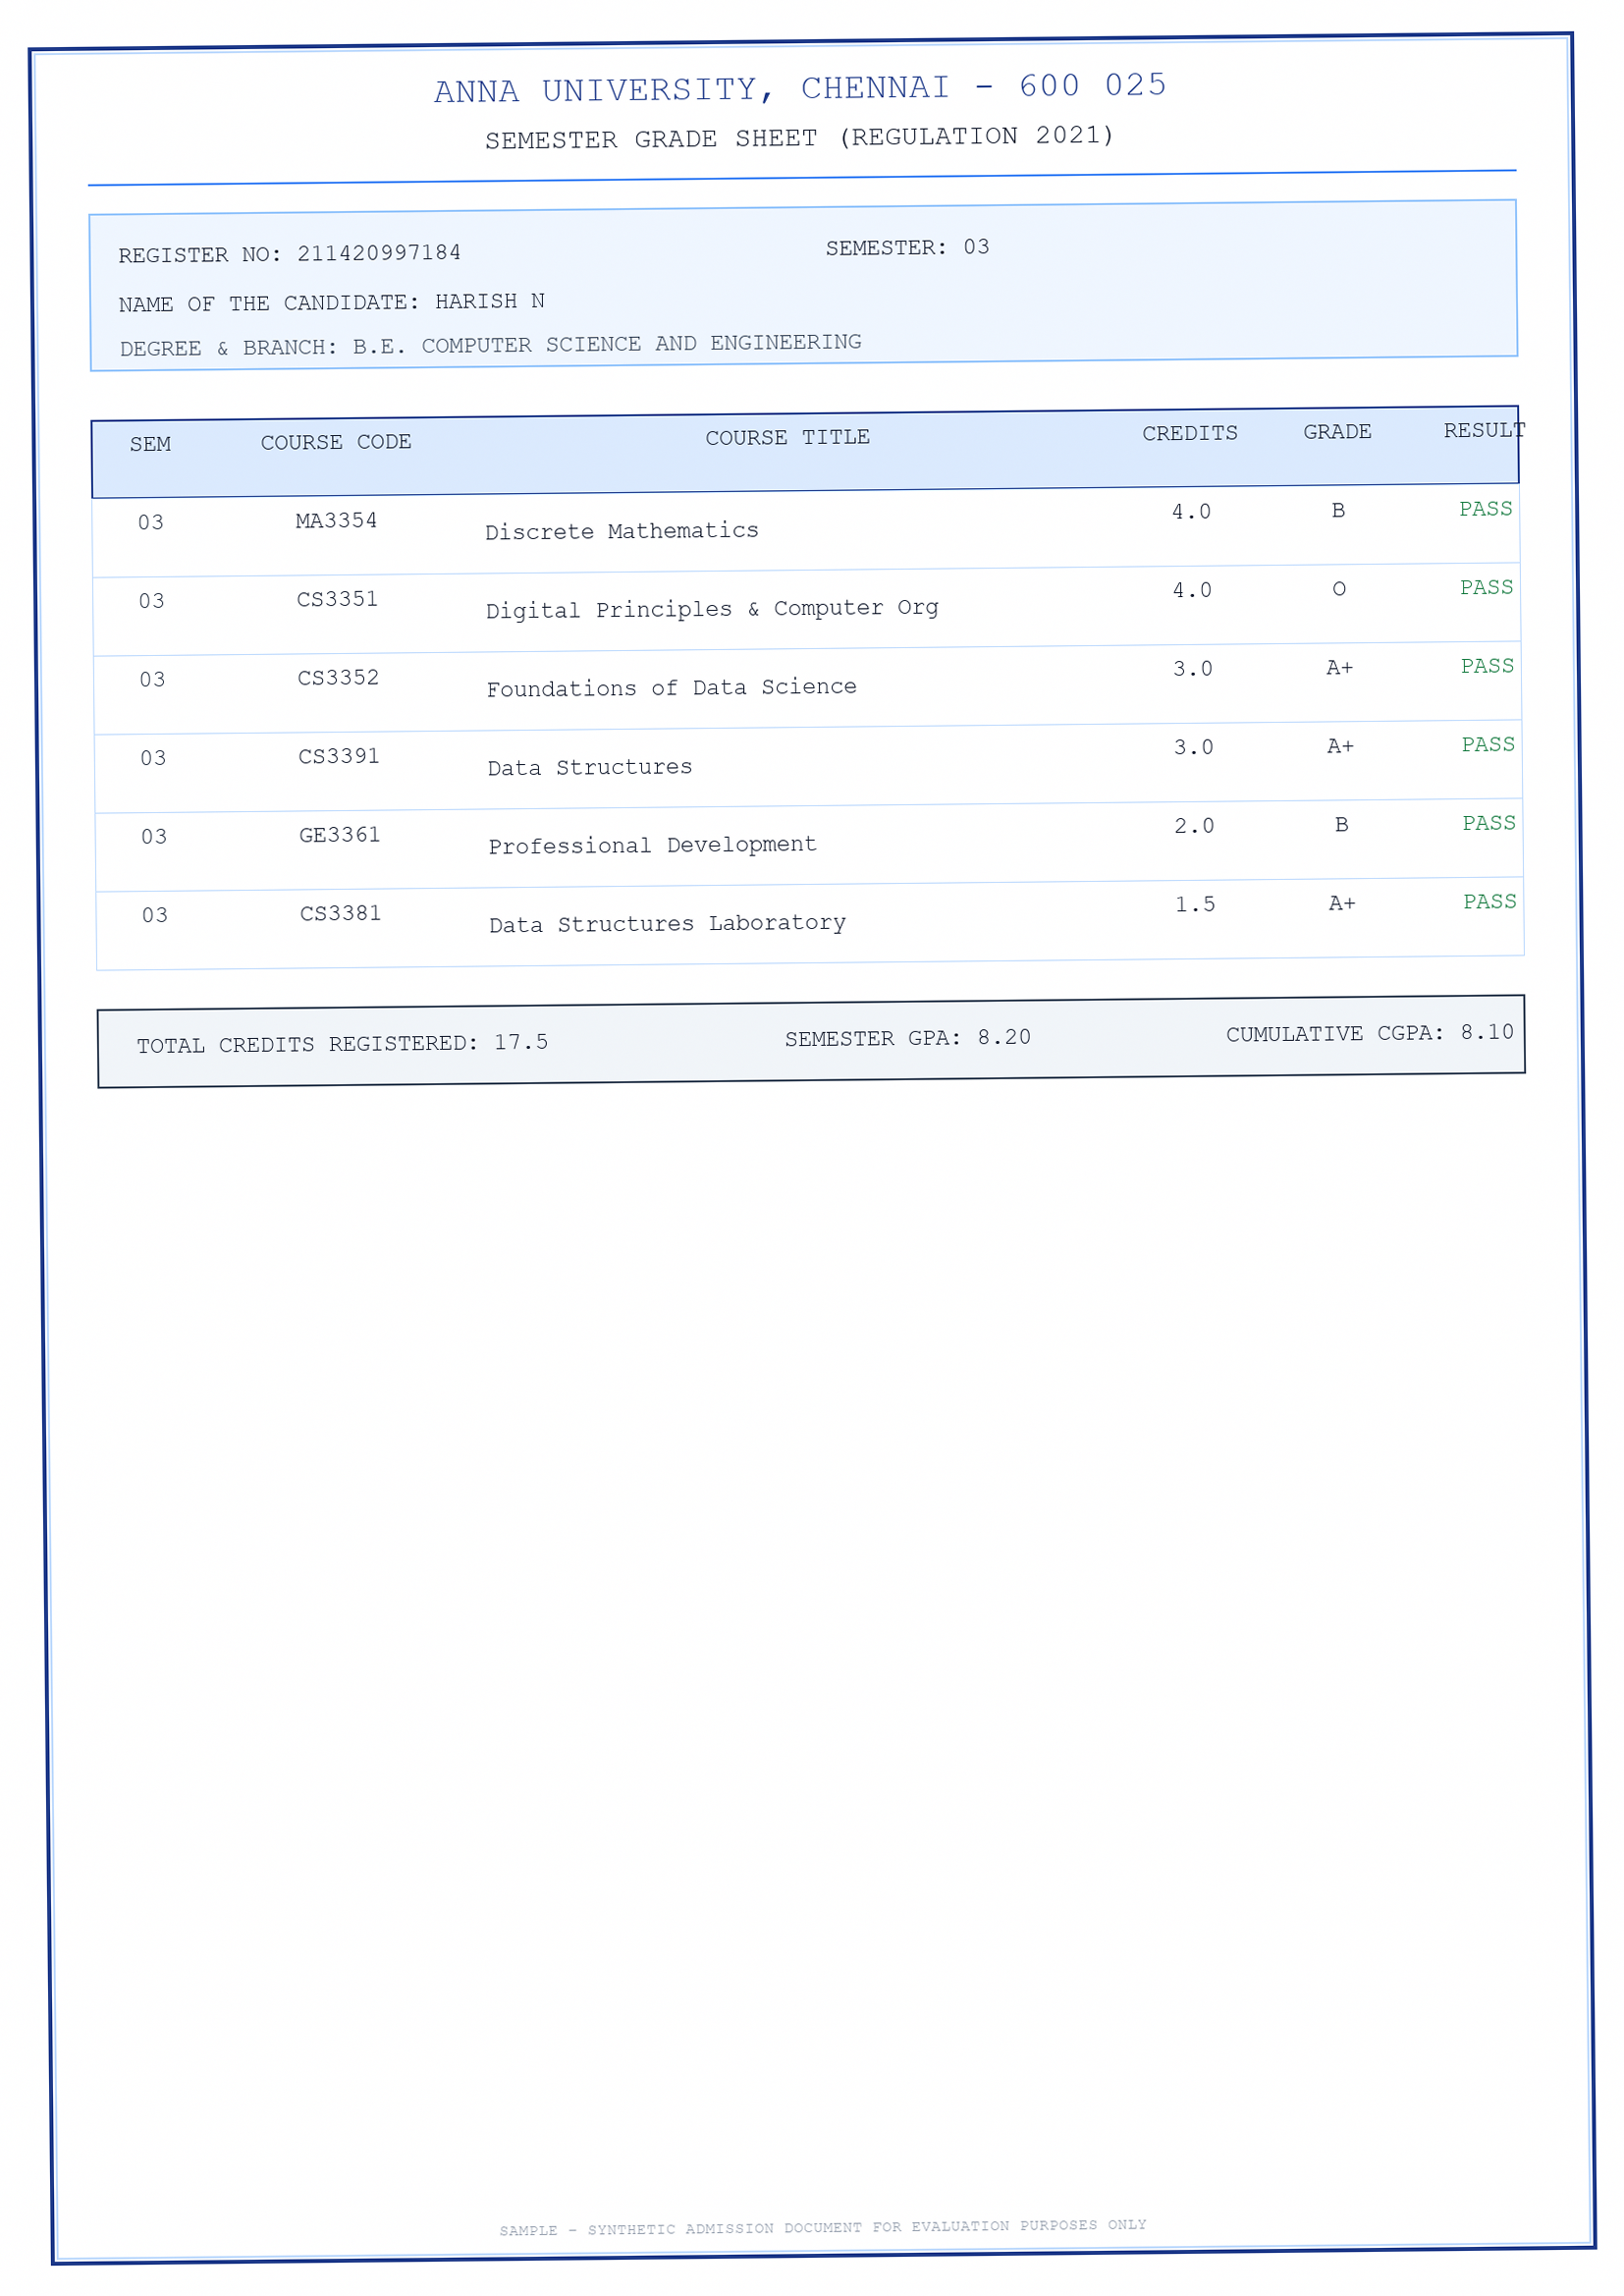 ANNA UNIVERSITY, CHENNAI - 600 025
SEMESTER GRADE SHEET (REGULATION 2021)
REGISTER NO: 211420997184 SEMESTER: 03
NAME OF THE CANDIDATE: HARISH N
DEGREE & BRANCH: B.E. COMPUTER SCIENCE AND ENGINEERING
SEM COURSE CODE COURSE TITLE CREDITS GRADE RESULT
03 MA3354 Discrete Mathematics 4.0 B PASS
03 CS3351 Digital Principles & Computer Org 4.0 O PASS
03 CS3352 Foundations of Data Science 3.0 A+ PASS
03 CS3391 Data Structures 3.0 A+ PASS
03 GE3361 Professional Development 2.0 B PASS
03 CS3381 Data Structures Laboratory 1.5 A+ PASS
TOTAL CREDITS REGISTERED: 17.5 SEMESTER GPA: 8.20 CUMULATIVE CGPA: 8.10
SAMPLE - SYNTHETIC ADMISSION DOCUMENT FOR EVALUATION PURPOSES ONLY